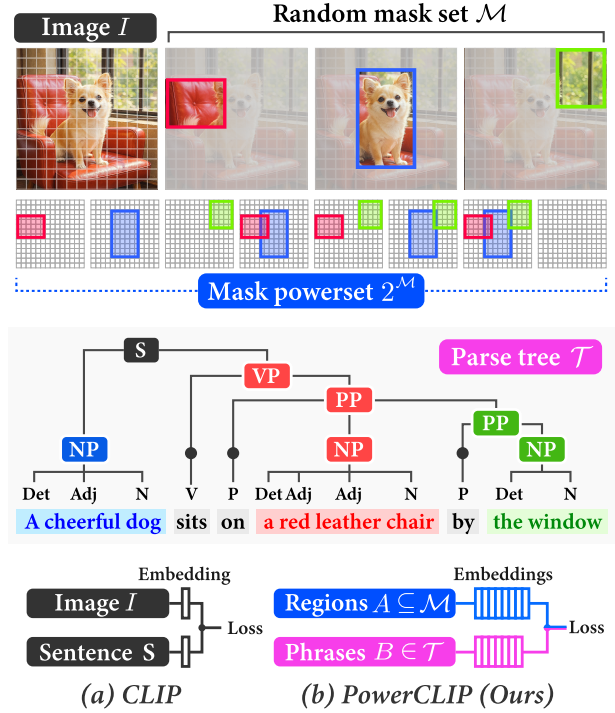 Image I
Random mask set M
Mask powerset 2^M
S
Parse tree T
VP
PP
PP
NP
NP
NP
Det Adj N V P Det Adj Adj N P Det N
A cheerful dog sits on a red leather chair by the window
Embedding
Embeddings
Image I
Regions A ⊆ M
Loss
Loss
Sentence S
Phrases B ∈ T
(a) CLIP
(b) PowerCLIP (Ours)